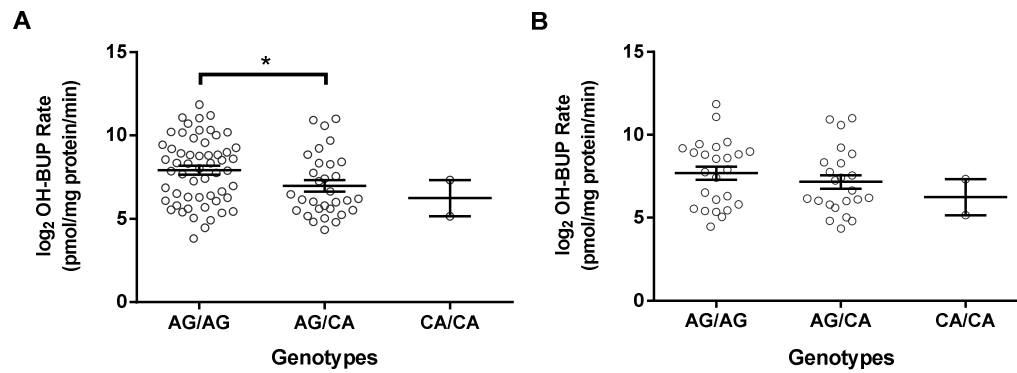 A
15
10
5
0
log2 OH-BUP Rate
(pmol/mg protein/min)
*
AG/AG AG/CA CA/CA
Genotypes
B
15
10
5
0
log2 OH-BUP Rate
(pmol/mg protein/min)
AG/AG AG/CA CA/CA
Genotypes